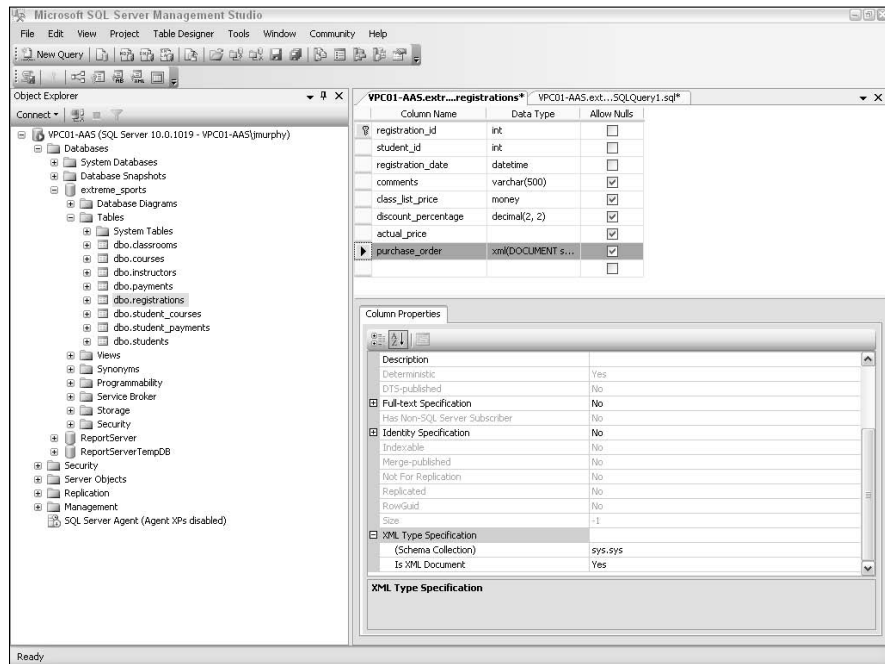 Microsoft SQL Server Management Studio
File Edit View Project Table Designer Tools Window Community Help
New Query
Object Explorer
Connect
VPC01-AAS (SQL Server 10.0.1019 - VPC01-AAS\jmurphy)
Databases
System Databases
Database Snapshots
extreme_sports
Database Diagrams
Tables
System Tables
dbo.classrooms
dbo.courses
dbo.instructors
dbo.payments
dbo.registrations
dbo.student_courses
dbo.student_payments
dbo.students
Views
Synonyms
Programmability
Service Broker
Storage
Security
ReportServer
ReportServerTempDB
Security
Server Objects
Replication
Management
SQL Server Agent (Agent XPs disabled)
VPC01-AAS.extr....registrations* VPC01-AAS.ext...SQLQuery1.sql*
Column Name Data Type Allow Nulls
registration_id int
student_id int
registration_date datetime
comments varchar(500)
class_list_price money
discount_percentage decimal(2, 2)
actual_price
purchase_order xml(DOCUMENT s...
Column Properties
Description
Deterministic Yes
DTS-published No
Full-text Specification No
Has Non-SQL Server Subscriber No
Identity Specification No
Indexable No
Merge-published No
Not For Replication No
Replicated No
RowGuid No
Size -1
XML Type Specification
(Schema Collection) sys.sys
Is XML Document Yes
XML Type Specification
Ready